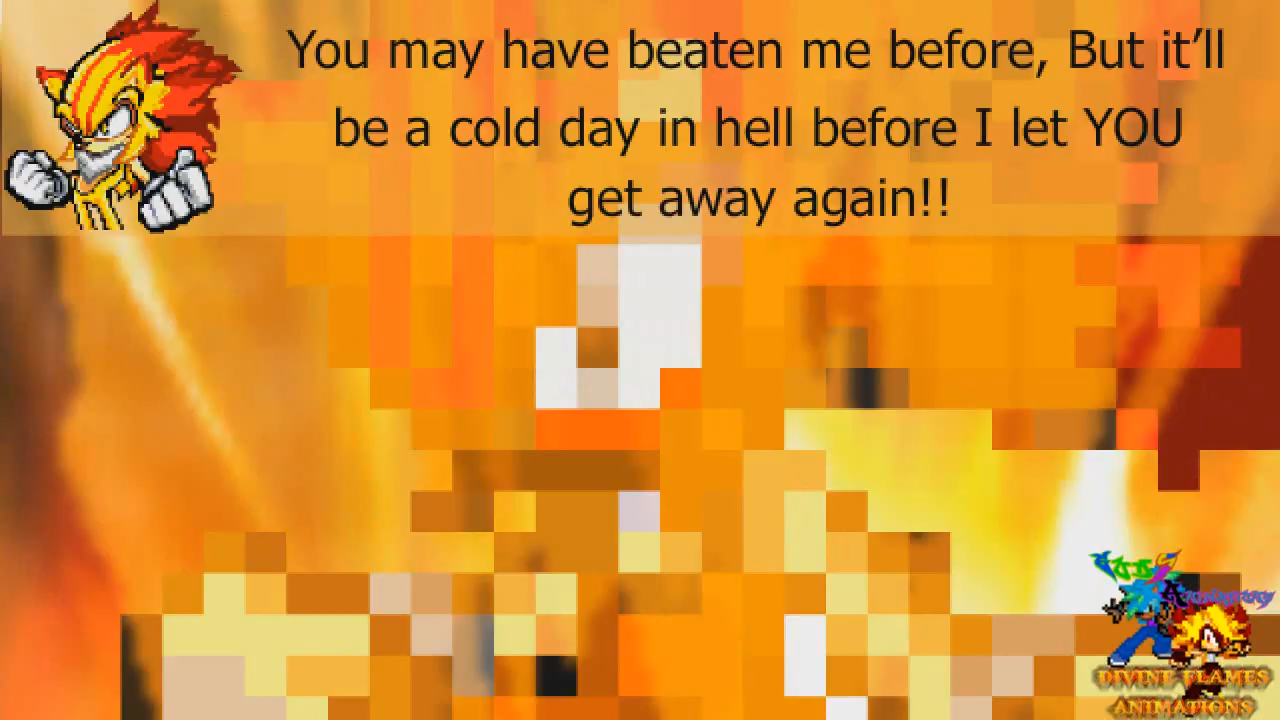 You may have beaten me before, But it’ll
be a cold day in hell before I let YOU
get away again!!
DIVINE FLAMES
ANIMATIONS